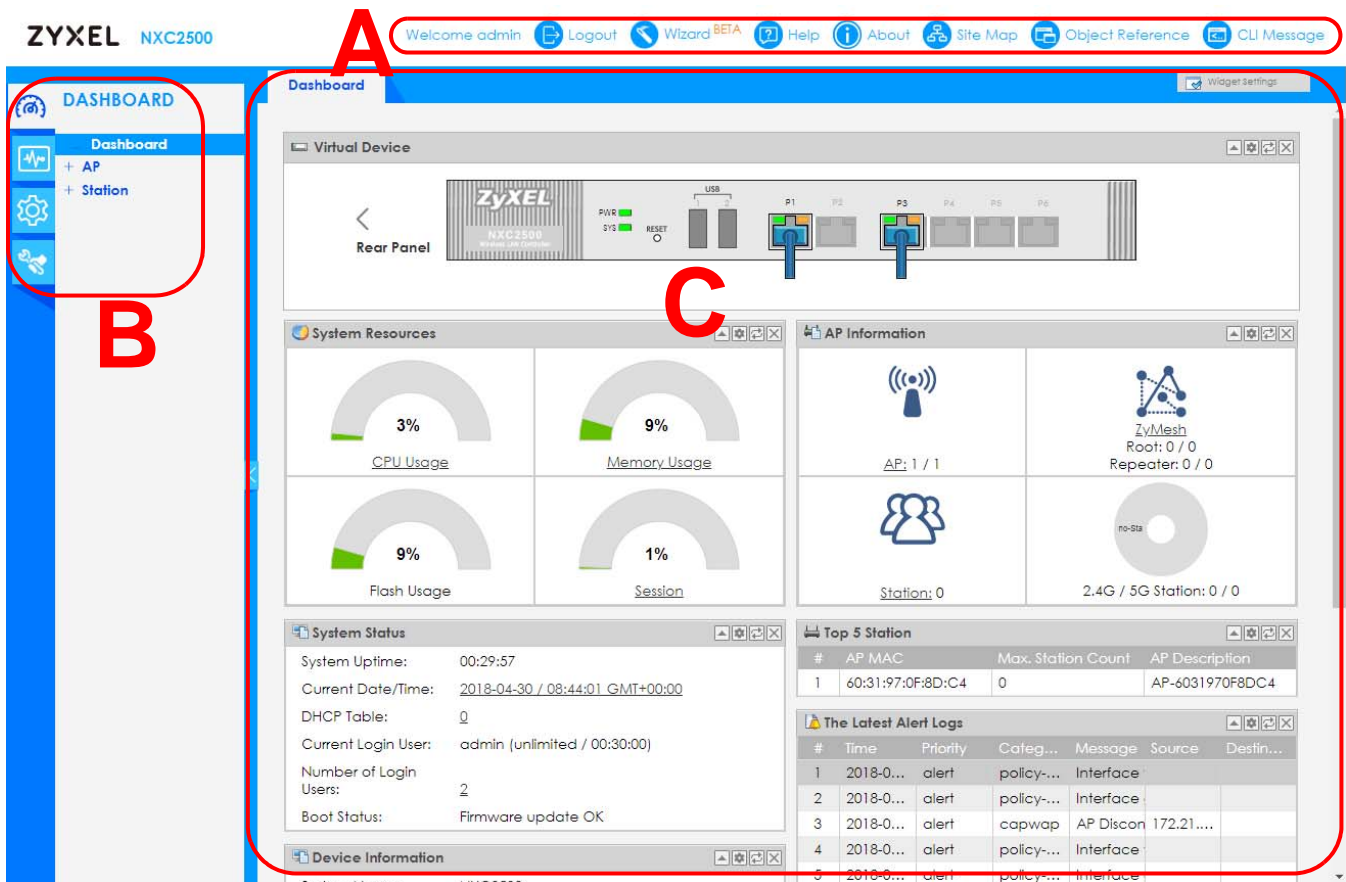 ZYXEL NXC2500
A
Welcome admin Logout Wizard BETA Help About Site Map Object Reference CLI Message
DASHBOARD
Dashboard
+ AP
+ Station
B
Dashboard
Widget Settings
Virtual Device
Rear Panel
ZyXEL
NXC2500
Wireless LAN Controller
PWR
SYS
RESET
USB
1 2
P1 P2 P3 P4 P5 P6
C
System Resources
3%
CPU Usage
9%
Memory Usage
9%
Flash Usage
1%
Session
AP Information
AP: 1 / 1
ZyMesh
Root: 0 / 0
Repeater: 0 / 0
Station: 0
no-Sta
2.4G / 5G Station: 0 / 0
System Status
System Uptime: 00:29:57
Current Date/Time: 2018-04-30 / 08:44:01 GMT+00:00
DHCP Table: 0
Current Login User: admin (unlimited / 00:30:00)
Number of Login
Users: 2
Boot Status: Firmware update OK
Device Information
Top 5 Station
# AP MAC Max. Station Count AP Description
1 60:31:97:0F:8D:C4 0 AP-6031970F8DC4
The Latest Alert Logs
# Time Priority Categ... Message Source Destin...
1 2018-0... alert policy-... Interface
2 2018-0... alert policy-... Interface
3 2018-0... alert capwap AP Discon 172.21....
4 2018-0... alert policy-... Interface
5 2018-0... alert policy-... Interface